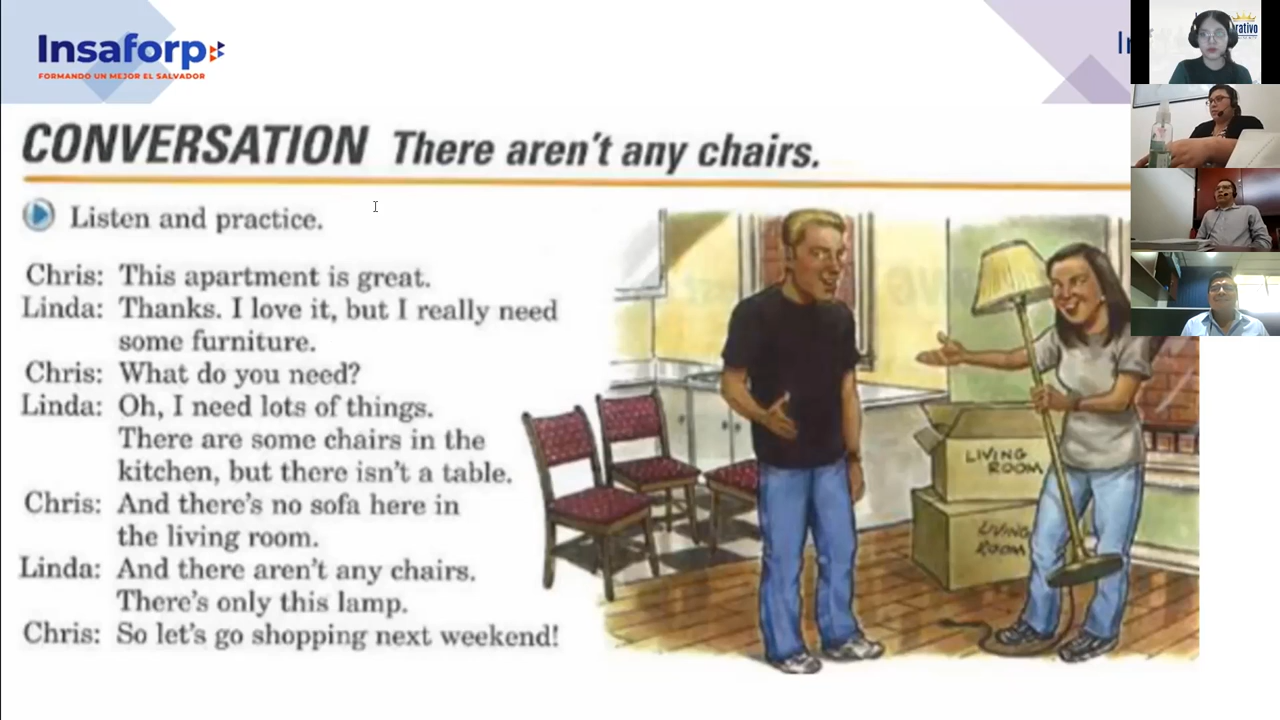 Insaforp
FORMANDO UN MEJOR EL SALVADOR
CONVERSATION There aren't any chairs.
Listen and practice.
Chris: This apartment is great.
Linda: Thanks. I love it, but I really need
some furniture.
Chris: What do you need?
Linda: Oh, I need lots of things.
There are some chairs in the
kitchen, but there isn't a table.
Chris: And there's no sofa here in
the living room.
Linda: And there aren't any chairs.
There's only this lamp.
Chris: So let's go shopping next weekend!
LIVING
ROOM
LIVING
ROOM